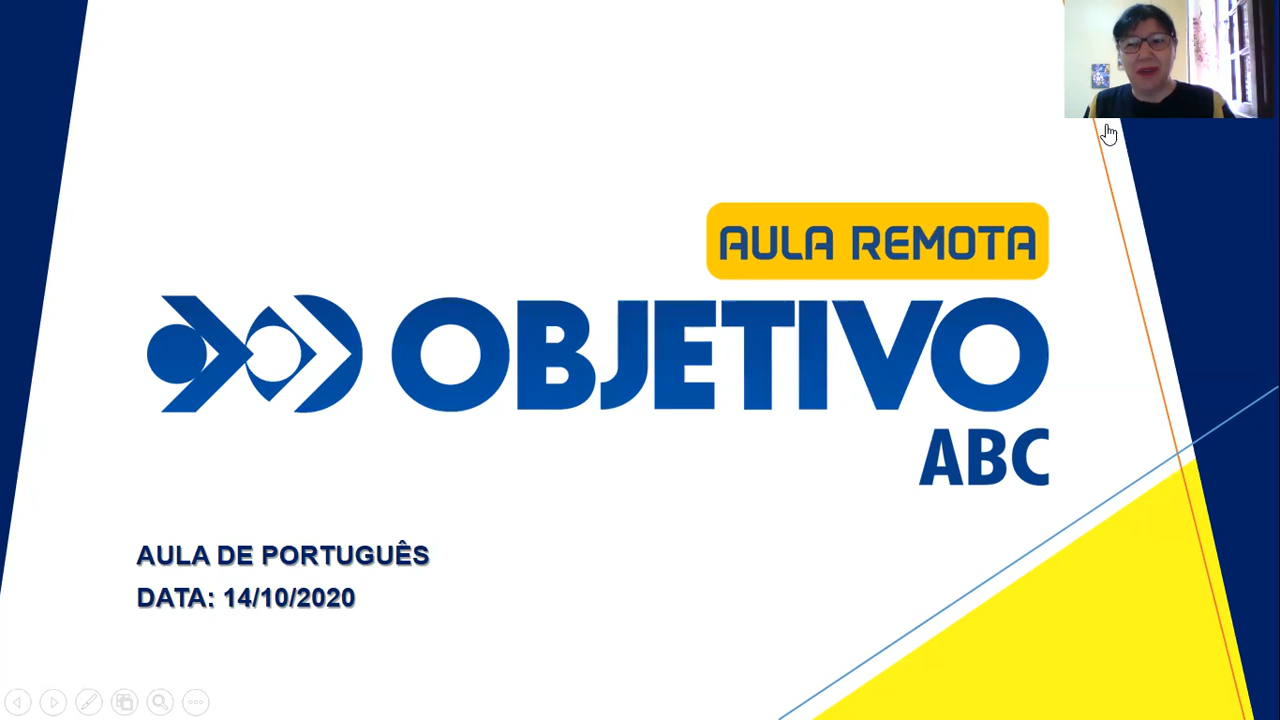 AULA REMOTA
OBJETIVO
ABC
AULA DE PORTUGUÊS
DATA: 14/10/2020